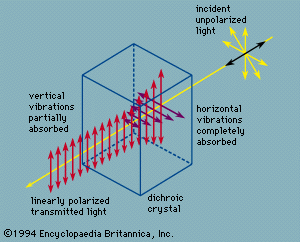 incident
unpolarized
light
vertical
vibrations
partially
absorbed
horizontal
vibrations
completely
absorbed
linearly polarized
transmitted light
dichroic
crystal
©1994 Encyclopaedia Britannica, Inc.